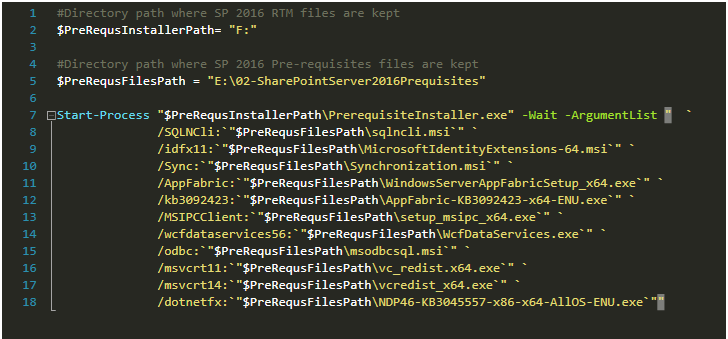 1 #Directory path where SP 2016 RTM files are kept
2 $PreRequsInstallerPath= "F:"
3
4 #Directory path where SP 2016 Pre-requisites files are kept
5 $PreRequsFilesPath = "E:\02-SharePointServer2016Prequisites"
6
7 Start-Process "$PreRequsInstallerPath\PrerequisiteInstaller.exe" -Wait -ArgumentList " `
8 /SQLNCli:`"$PreRequsFilesPath\sqlncli.msi`" `
9 /idfx11:`"$PreRequsFilesPath\MicrosoftIdentityExtensions-64.msi`" `
10 /Sync:`"$PreRequsFilesPath\Synchronization.msi`" `
11 /AppFabric:`"$PreRequsFilesPath\WindowsServerAppFabricSetup_x64.exe`" `
12 /kb3092423:`"$PreRequsFilesPath\AppFabric-KB3092423-x64-ENU.exe`" `
13 /MSIPCClient:`"$PreRequsFilesPath\setup_msipc_x64.exe`" `
14 /wcfdataservices56:`"$PreRequsFilesPath\WcfDataServices.exe`" `
15 /odbc:`"$PreRequsFilesPath\msodbcsql.msi`" `
16 /msvcrt11:`"$PreRequsFilesPath\vc_redist.x64.exe`" `
17 /msvcrt14:`"$PreRequsFilesPath\vcredist_x64.exe`" `
18 /dotnetfx:`"$PreRequsFilesPath\NDP46-KB3045557-x86-x64-AllOS-ENU.exe`""